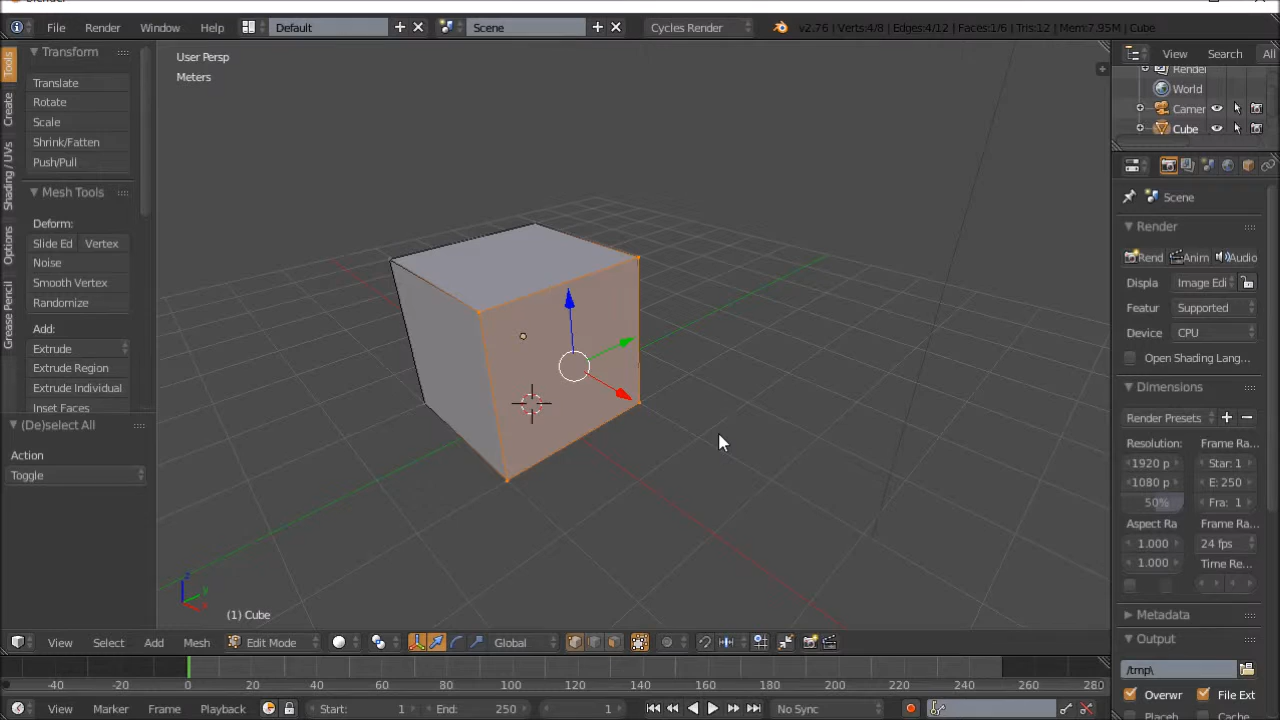 File Render Window Help Default Scene Cycles Render v2.76 | Verts:4/8 | Edges:4/12 | Faces:1/6 | Tris:12 | Mem:7.95M | Cube
Tools
Create
Shading / UVs
Options
Grease Pencil
Transform
Translate
Rotate
Scale
Shrink/Fatten
Push/Pull
Mesh Tools
Deform:
Slide Ed Vertex
Noise
Smooth Vertex
Randomize
Add:
Extrude
Extrude Region
Extrude Individual
Inset Faces
(De)select All
Action
Toggle
User Persp
Meters
z
y
x
(1) Cube
View Search All
World
Camer
Cube
Scene
Render
Rend Anim Audio
Displa Image Edi
Featur Supported
Device CPU
Open Shading Lang...
Dimensions
Render Presets
Resolution: Frame Ra...
1920 p Star: 1
1080 p E: 250
50% Fra: 1
Aspect Ra Frame Ra...
1.000 24 fps
1.000 Time Re...
Metadata
Output
/tmp\
Overwr File Ext
View Select Add Mesh Edit Mode Global
-40 -20 0 20 40 60 80 100 120 140 160 180 200 220 240 260 280
View Marker Frame Playback Start: 1 End: 250 1 No Sync